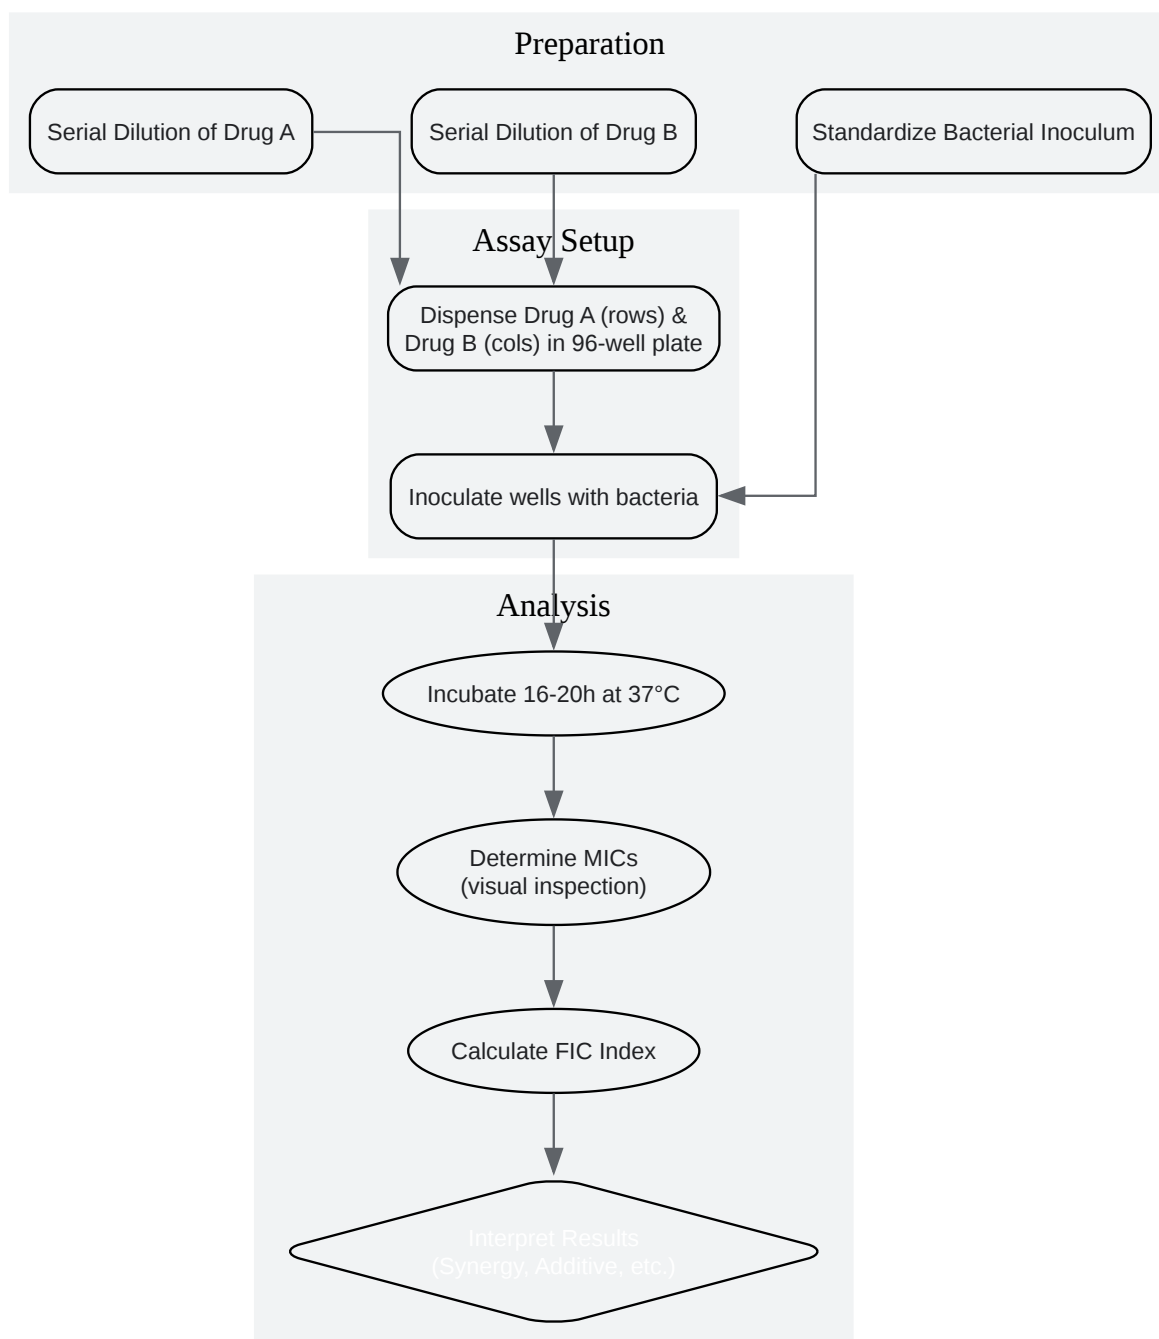 Preparation
Serial Dilution of Drug A
Serial Dilution of Drug B
Standardize Bacterial Inoculum
Assay Setup
Dispense Drug A (rows) &
Drug B (cols) in 96-well plate
Inoculate wells with bacteria
Analysis
Incubate 16-20h at 37°C
Determine MICs
(visual inspection)
Calculate FIC Index
Interpret Results
(Synergy, Additive, etc.)